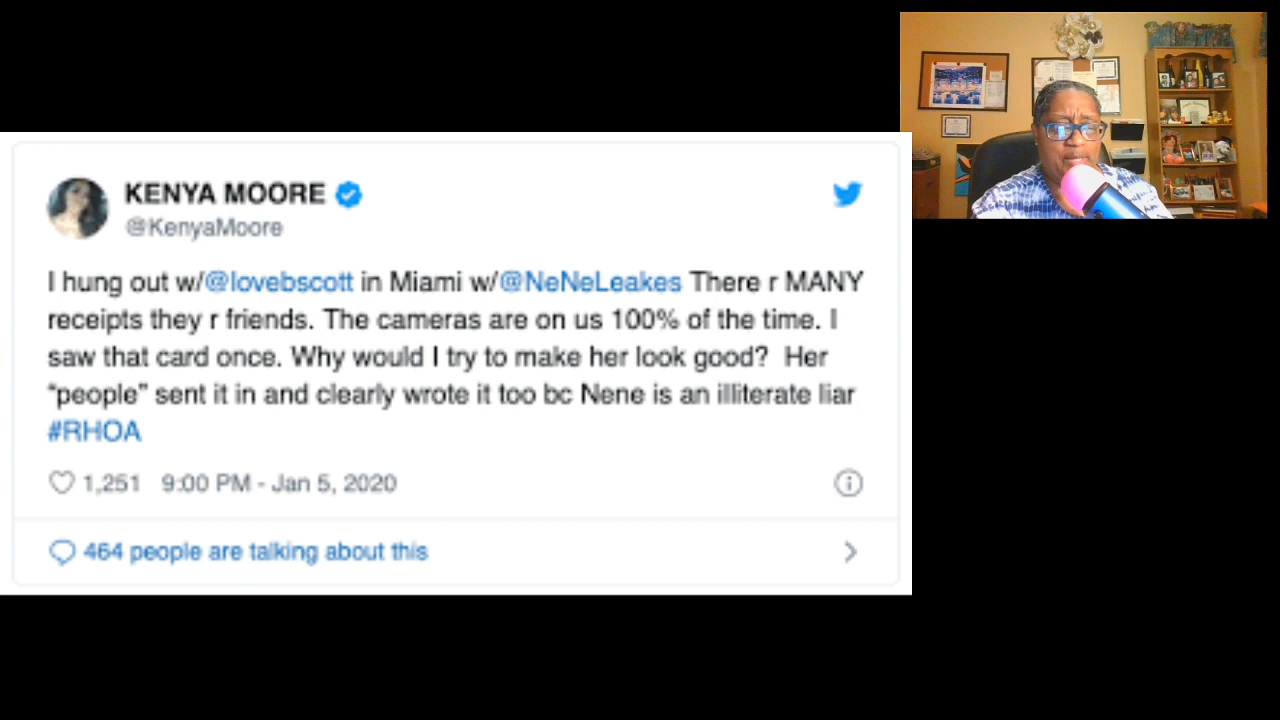 KENYA MOORE
@KenyaMoore
I hung out w/@lovebscott in Miami w/@NeNeLeakes There r MANY
receipts they r friends. The cameras are on us 100% of the time. I
saw that card once. Why would I try to make her look good?  Her
“people” sent it in and clearly wrote it too bc Nene is an illiterate liar
#RHOA
1,251 9:00 PM - Jan 5, 2020
464 people are talking about this